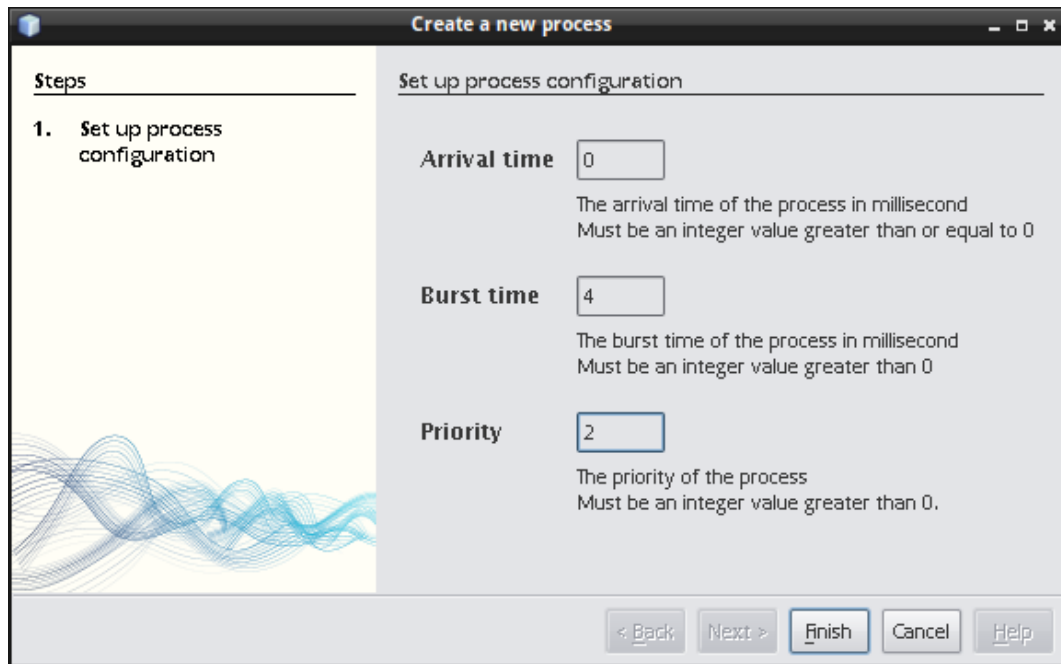 Create a new process
Steps
1. Set up process
configuration
Set up process configuration
Arrival time 0
The arrival time of the process in millisecond
Must be an integer value greater than or equal to 0
Burst time 4
The burst time of the process in millisecond
Must be an integer value greater than 0
Priority 2
The priority of the process
Must be an integer value greater than 0.
< Back Next > Finish Cancel Help